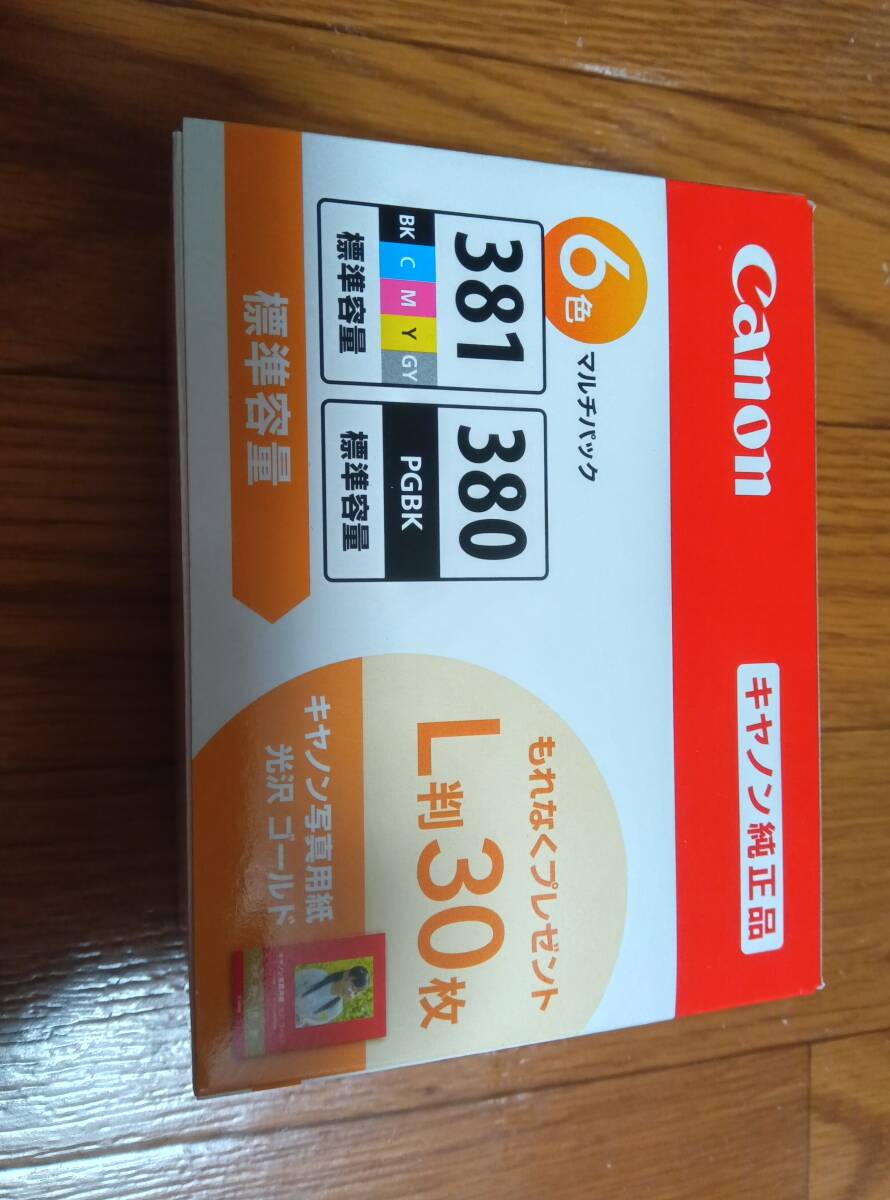 Canon
キヤノン純正品
6色
マルチパック
381
BK C M Y GY
標準容量
380
PGBK
標準容量
標準容量
もれなくプレゼント
L判30枚
キヤノン写真用紙
光沢 ゴールド